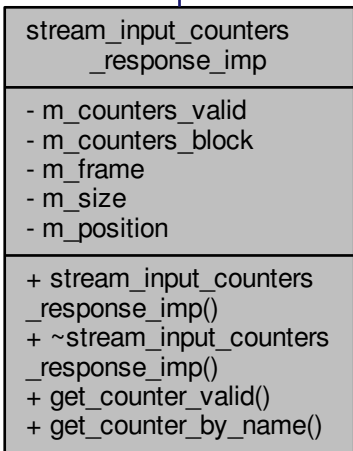 stream_input_counters
_response_imp
- m_counters_valid
- m_counters_block
- m_frame
- m_size
- m_position
+ stream_input_counters
_response_imp()
+ ~stream_input_counters
_response_imp()
+ get_counter_valid()
+ get_counter_by_name()